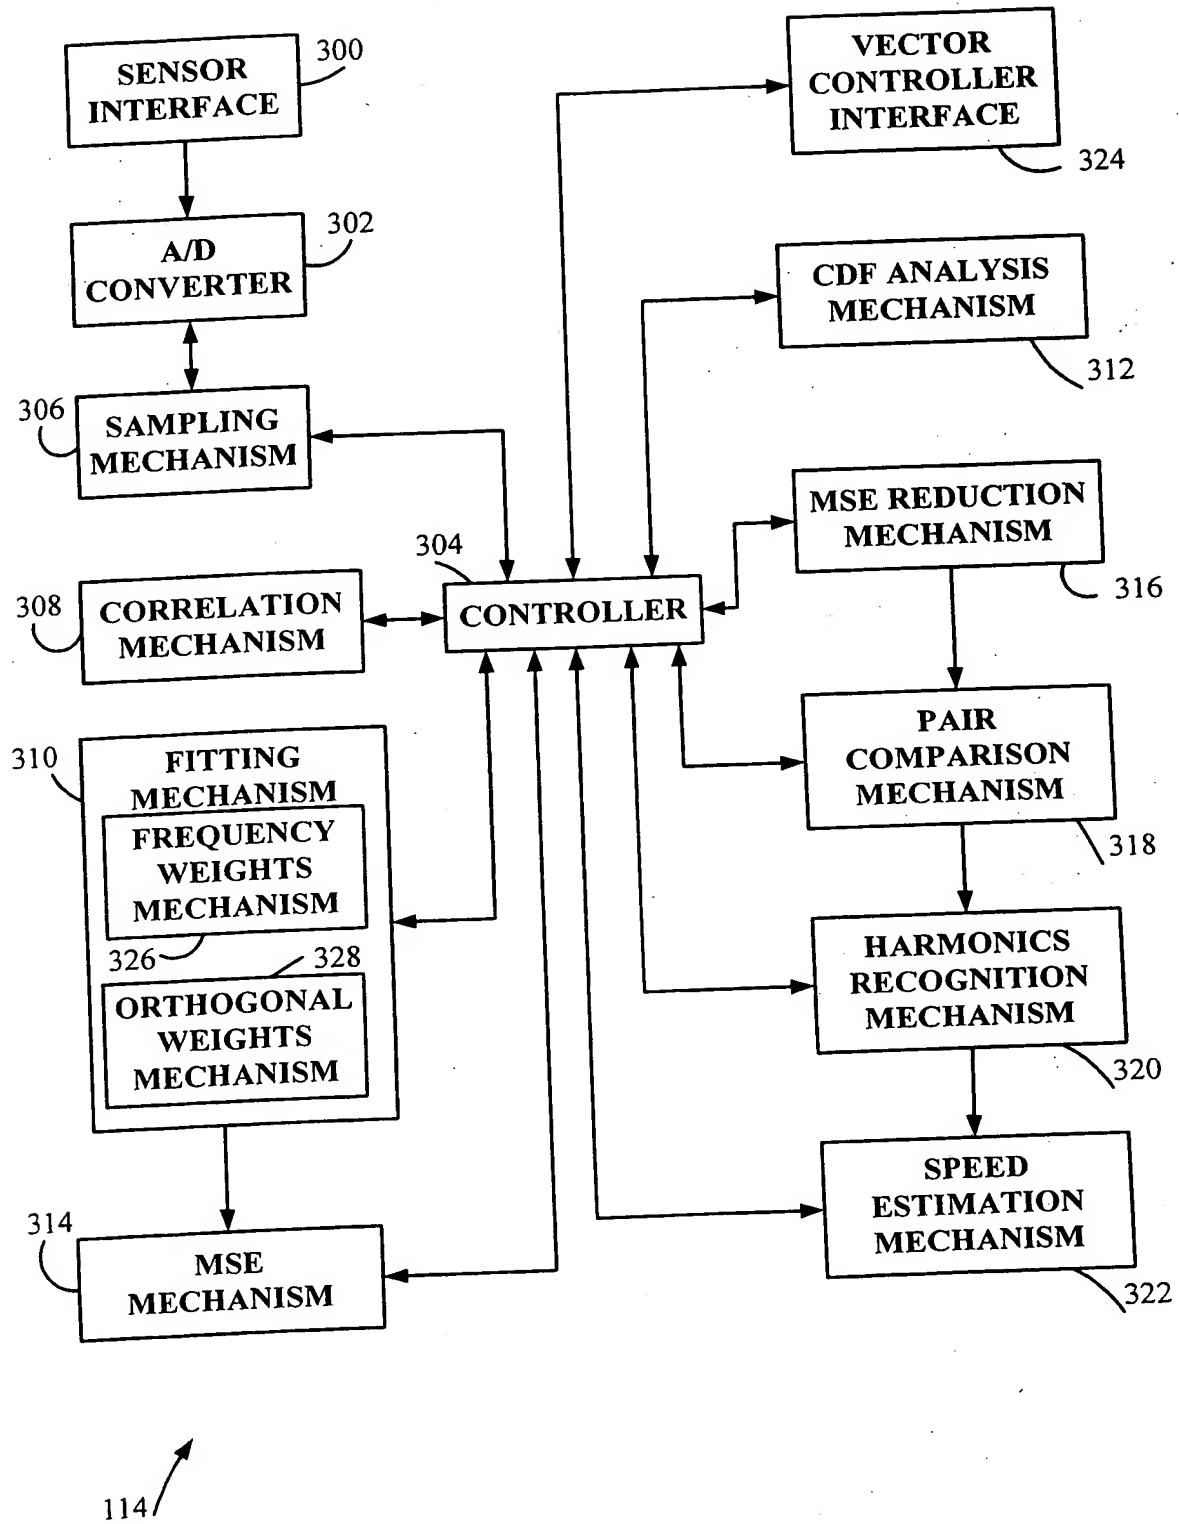 SENSOR
INTERFACE
300
A/D
CONVERTER
302
SAMPLING
MECHANISM
306
CORRELATION
MECHANISM
308
FITTING
MECHANISM
310
FREQUENCY
WEIGHTS
MECHANISM
326
328
ORTHOGONAL
WEIGHTS
MECHANISM
MSE
MECHANISM
314
304
CONTROLLER
VECTOR
CONTROLLER
INTERFACE
324
CDF ANALYSIS
MECHANISM
312
MSE REDUCTION
MECHANISM
316
PAIR
COMPARISON
MECHANISM
318
HARMONICS
RECOGNITION
MECHANISM
320
SPEED
ESTIMATION
MECHANISM
322
114